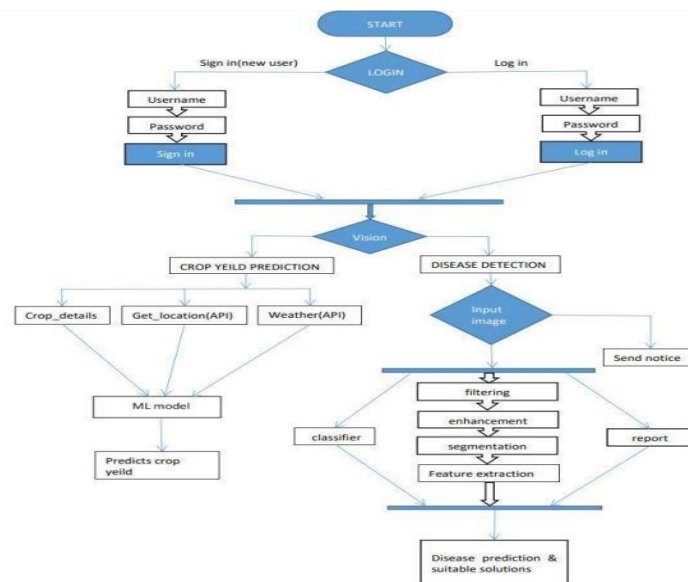 START
Sign in(new user)
LOGIN
Log in
Username
Password
Sign in
Username
Password
Log in
Vision
CROP YEILD PREDICTION
DISEASE DETECTION
Crop_details
Get_location(API)
Weather(API)
Input
image
Send notice
ML model
Predicts crop
yeild
filtering
enhancement
segmentation
Feature extraction
classifier
report
Disease prediction &
suitable solutions